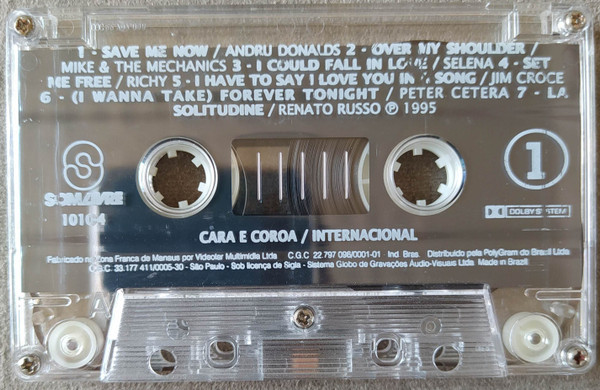 1 - SAVE ME NOW / ANDRU DONALDS 2 - OVER MY SHOULDER /
MIKE & THE MECHANICS 3 - I COULD FALL IN LOVE / SELENA 4 - SET
ME FREE / RICHY 5 - I HAVE TO SAY I LOVE YOU IN A SONG / JIM CROCE
6 - (I WANNA TAKE) FOREVER TONIGHT / PETER CETERA 7 - LA
SOLITUDINE / RENATO RUSSO ℗ 1995
SOM LIVRE
1
DOLBY SYSTEM
CARA E COROA / INTERNACIONAL
Fabricado na Zona Franca de Manaus por Videolar Multimídia Ltda C.G.C 22.797 098/0001-01 Ind. Bras. Distribuído pela PolyGram do Brasil Ltda
C.G.C. 33.177 411/0005-30 - São Paulo - Sob licença de Sigla - Sistema Globo de Gravações Áudio-Visuais Ltda Made in Brazil